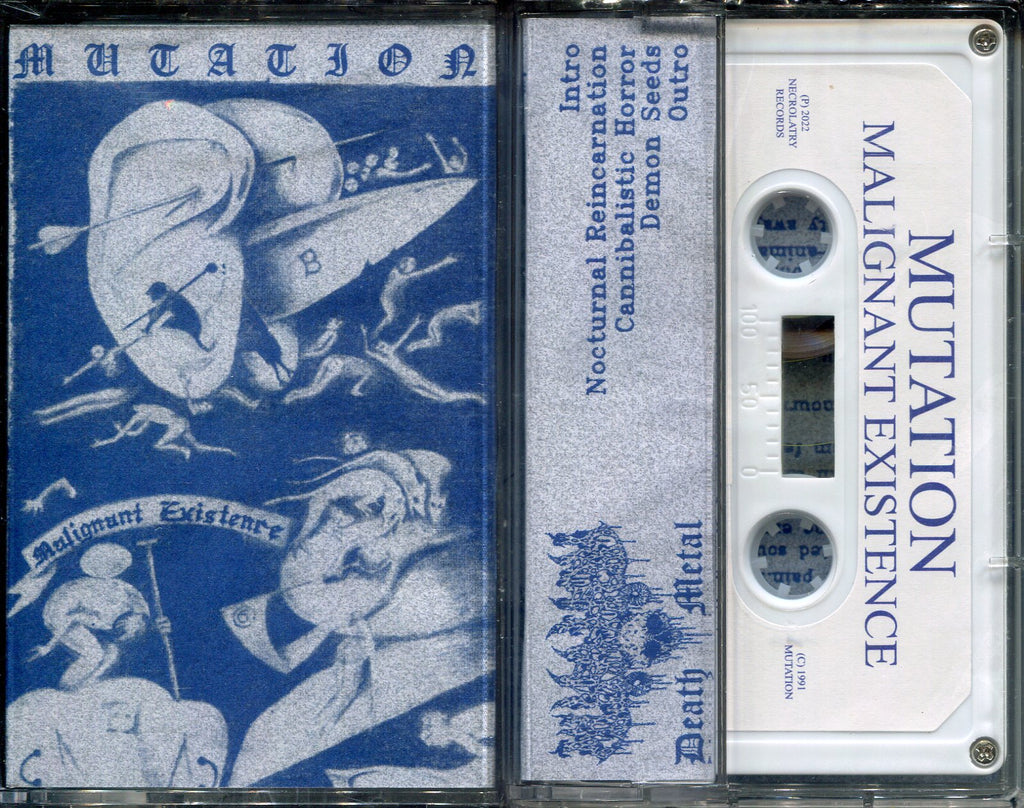 MUTATION
Malignant Existence
B
Intro
Nocturnal Reincarnation
Cannibalistic Horror
Demon Seeds
Outro
Death Metal
(P) 2022
NECROLATRY
RECORDS
MUTATION
MALIGNANT EXISTENCE
100
50
0
(C) 1991
MUTATION